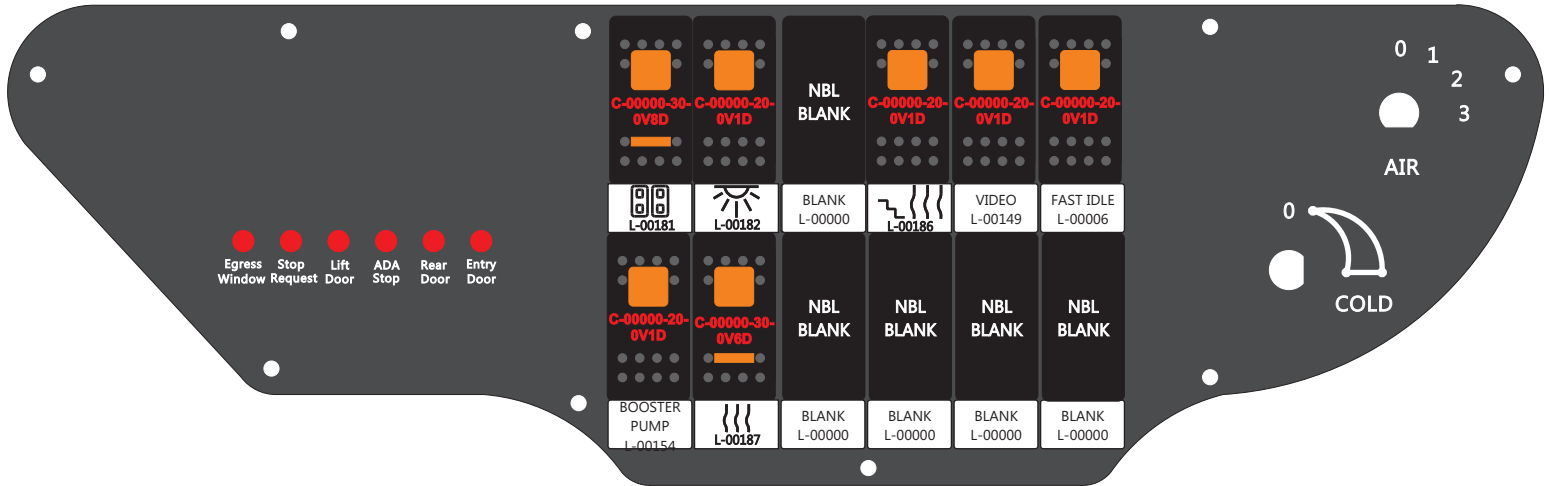 Egress
Window
Stop
Request
Lift
Door
ADA
Stop
Rear
Door
Entry
Door
C-00000-30-
0V8D
C-00000-20-
0V1D
NBL
BLANK
C-00000-20-
0V1D
C-00000-20-
0V1D
C-00000-20-
0V1D
L-00181
L-00182
BLANK
L-00000
L-00186
VIDEO
L-00149
FAST IDLE
L-00006
C-00000-20-
0V1D
C-00000-30-
0V6D
NBL
BLANK
NBL
BLANK
NBL
BLANK
NBL
BLANK
BOOSTER
PUMP
L-00154
L-00187
BLANK
L-00000
BLANK
L-00000
BLANK
L-00000
BLANK
L-00000
0
1
2
3
AIR
0
COLD